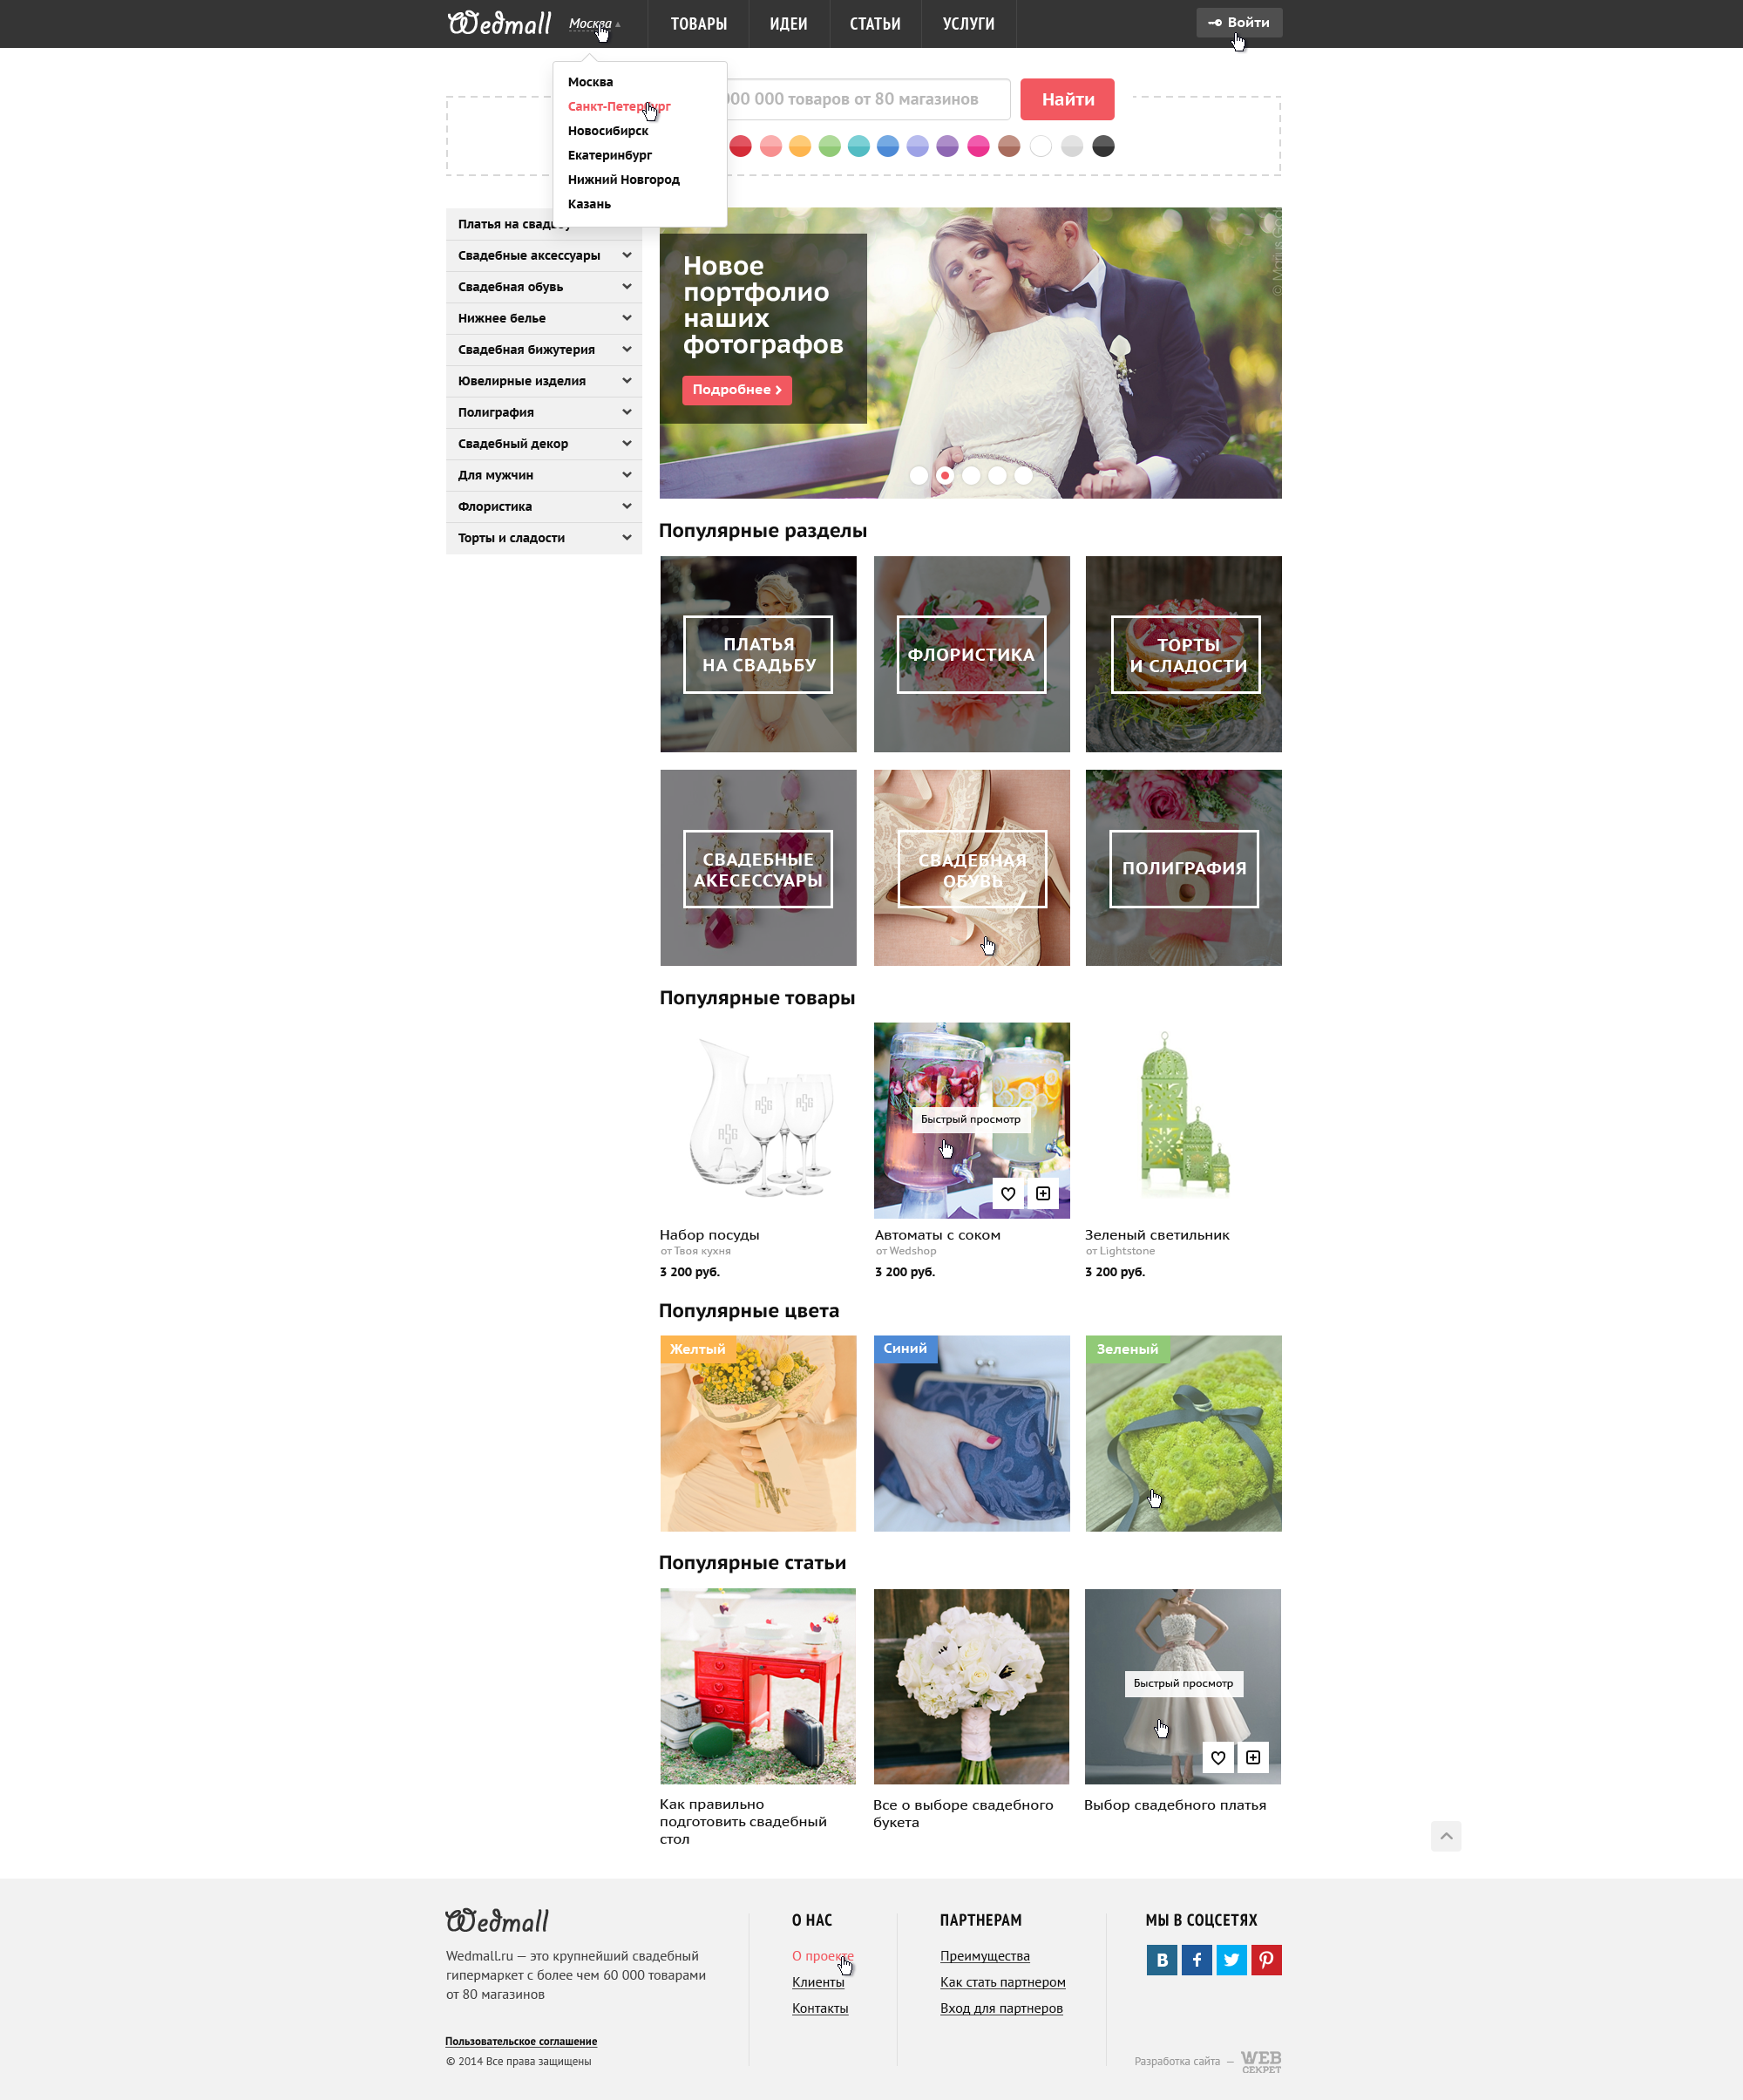 Wedmall
Москва
ТОВАРЫ
ИДЕИ
СТАТЬИ
УСЛУГИ
Войти
Москва
Санкт-Петербург
Новосибирск
Екатеринбург
Нижний Новгород
Казань
000 000 товаров от 80 магазинов
Найти
Платья на свадьбу
Свадебные аксессуары
Свадебная обувь
Нижнее белье
Свадебная бижутерия
Ювелирные изделия
Полиграфия
Свадебный декор
Для мужчин
Флористика
Торты и сладости
Новое
портфолио
наших
фотографов
Подробнее
Популярные разделы
ПЛАТЬЯ
НА СВАДЬБУ
ФЛОРИСТИКА
ТОРТЫ
И СЛАДОСТИ
СВАДЕБНЫЕ
АКЕСЕССУАРЫ
СВАДЕБНАЯ
ОБУВЬ
ПОЛИГРАФИЯ
6
Популярные товары
Быстрый просмотр
Набор посуды
от Твоя кухня
3 200 руб.
Автоматы с соком
от Wedshop
3 200 руб.
Зеленый светильник
от Lightstone
3 200 руб.
Популярные цвета
Желтый
Синий
Зеленый
Популярные статьи
Быстрый просмотр
Как правильно
подготовить свадебный
стол
Все о выборе свадебного
букета
Выбор свадебного платья
Wedmall
Wedmall.ru — это крупнейший свадебный
гипермаркет с более чем 60 000 товарами
от 80 магазинов
Пользовательское соглашение
© 2014 Все права защищены
О НАС
О проекте
Клиенты
Контакты
ПАРТНЕРАМ
Преимущества
Как стать партнером
Вход для партнеров
МЫ В СОЦСЕТЯХ
Разработка сайта —
WEB
СЕКРЕТ